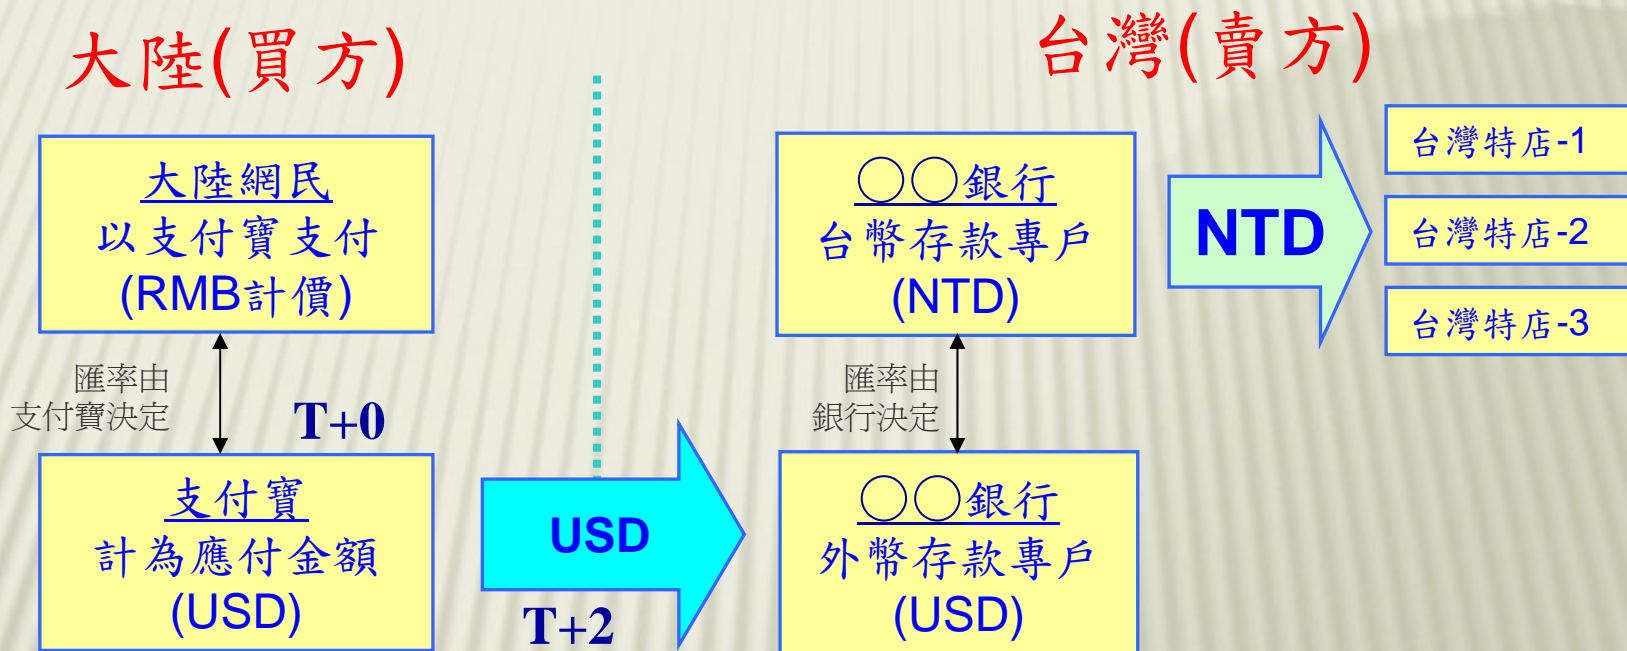 大陸(買方)
台灣(賣方)
大陸網民
以支付寶支付
(RMB計價)
匯率由
支付寶決定
T+0
支付寶
計為應付金額
(USD)
USD
T+2
○○銀行
台幣存款專戶
(NTD)
匯率由
銀行決定
○○銀行
外幣存款專戶
(USD)
NTD
台灣特店-1
台灣特店-2
台灣特店-3